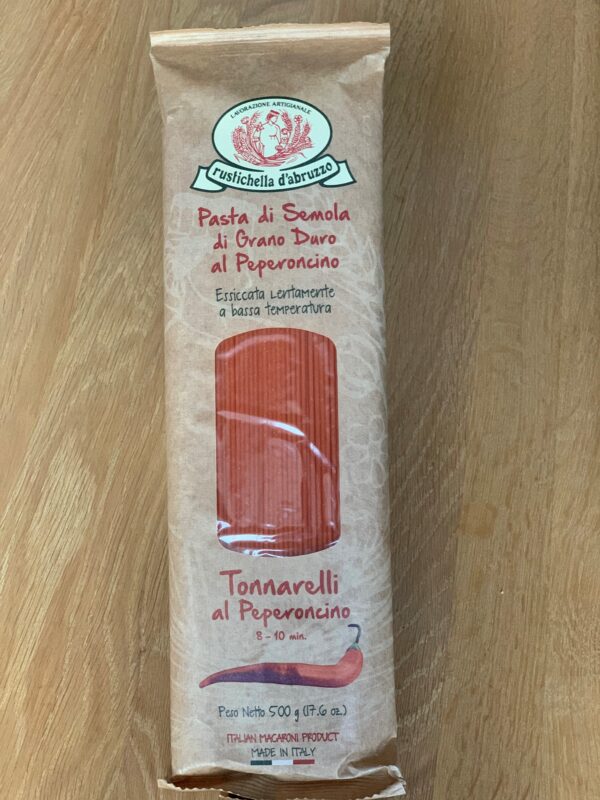 LAVORAZIONE ARTIGIANALE
rustichella d'abruzzo
Pasta di Semola
di Grano Duro
al Peperoncino
Essiccata Lentamente
a bassa temperatura
Tonnarelli
al Peperoncino
8 - 10 min.
Peso Netto 500 g (17.6 oz.)
ITALIAN MACARONI PRODUCT
MADE IN ITALY